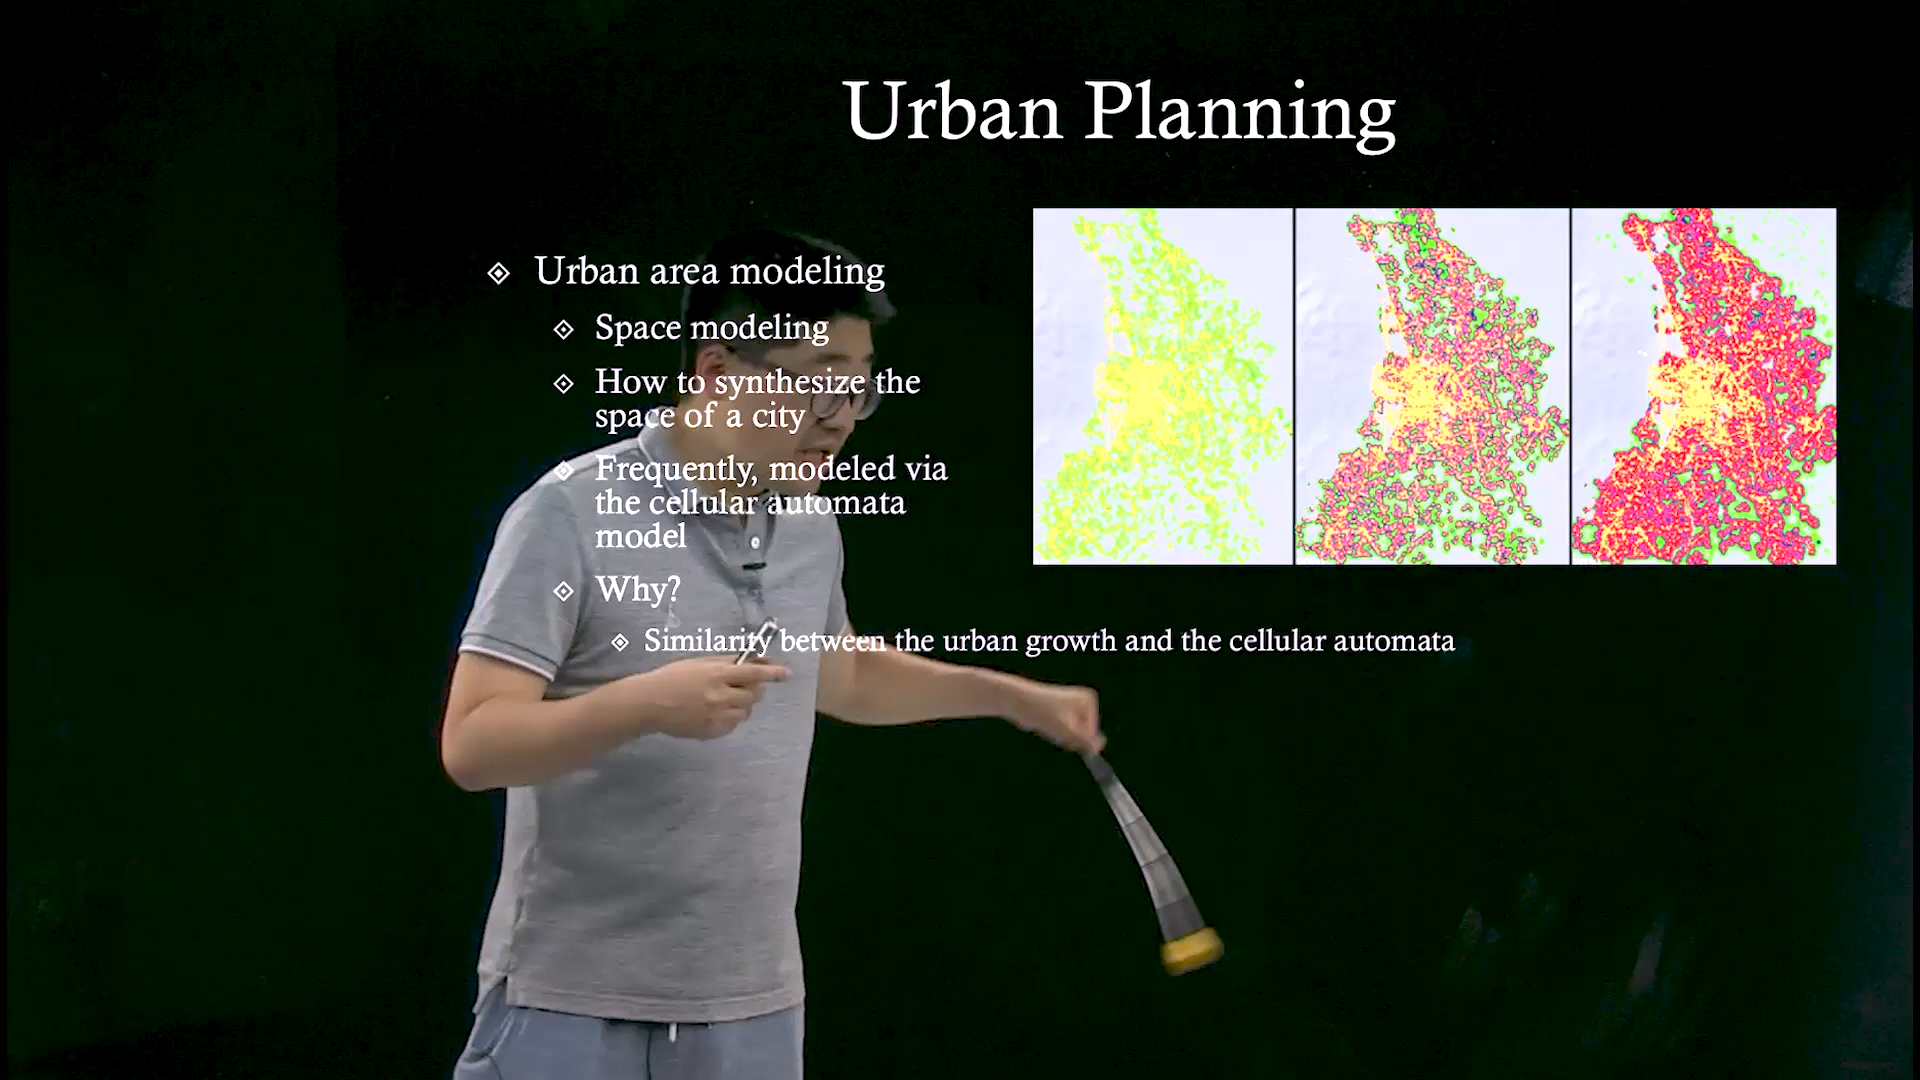 Urban Planning
Urban area modeling
Space modeling
How to synthesize the
space of a city
Frequently, modeled via
the cellular automata
model
Why?
Similarity between the urban growth and the cellular automata